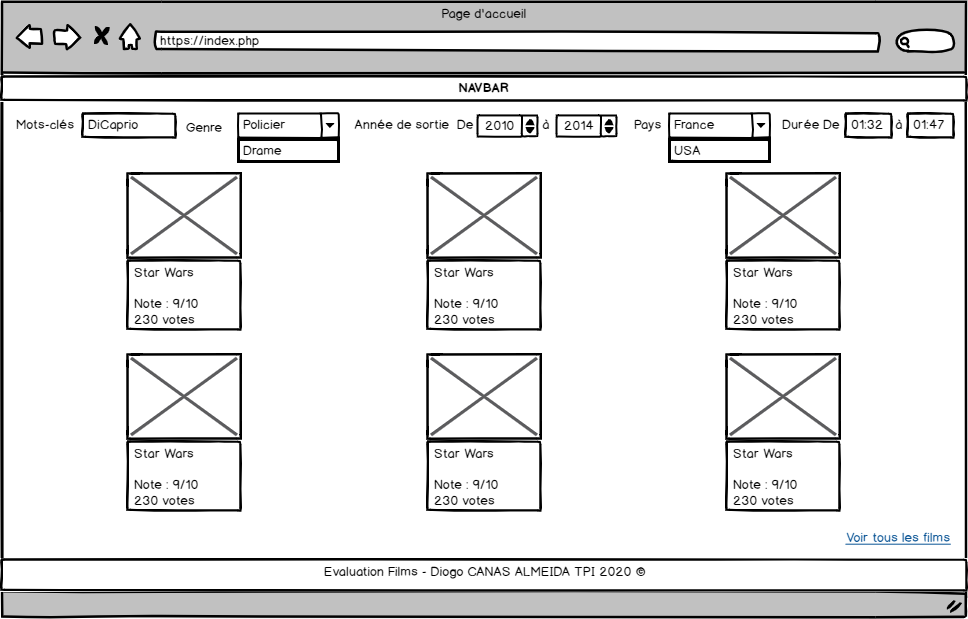 Page d'accueil
https://index.php
NAVBAR
Mots-clés DiCaprio Genre Policier Année de sortie De 2010 à 2014 Pays France Durée De 01:32 à 01:47
Drame USA
Star Wars Star Wars Star Wars
Note : 9/10 Note : 9/10 Note : 9/10
230 votes 230 votes 230 votes
Star Wars Star Wars Star Wars
Note : 9/10 Note : 9/10 Note : 9/10
230 votes 230 votes 230 votes
Voir tous les films
Evaluation Films - Diogo CANAS ALMEIDA TPI 2020 ©